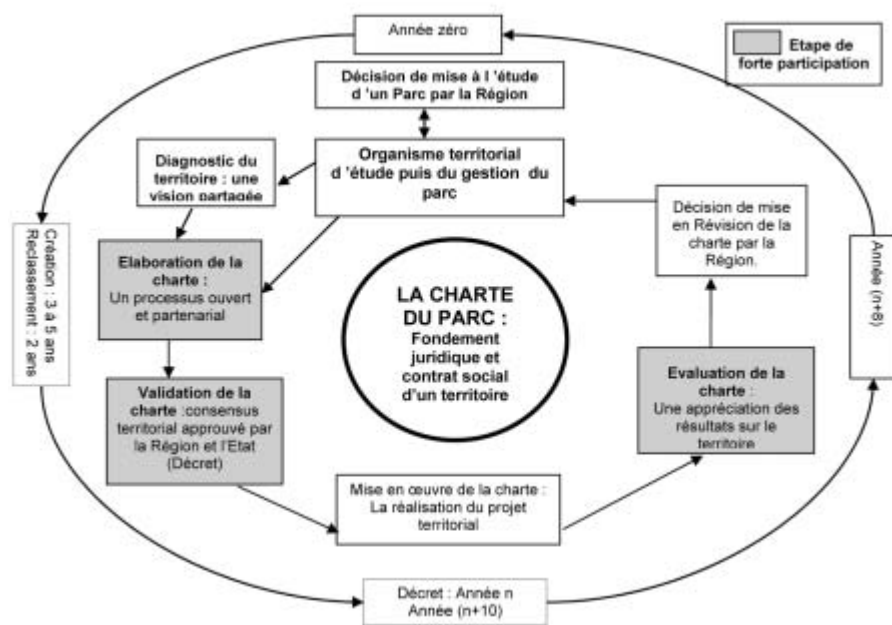 Année zéro
Etape de
forte participation
Décision de mise à l 'étude
d 'un Parc par la Région
Organisme territorial
d 'étude puis du gestion du
parc
Diagnostic du
territoire : une
vision partagée
Décision de mise
en Révision de la
charte par la
Région.
Création : 3 à 5 ans
Reclassement : 2 ans
Elaboration de la
charte :
Un processus ouvert
et partenarial
LA CHARTE
DU PARC :
Fondement
juridique et
contrat social
d'un territoire
Année (n+8)
Evaluation de la
charte :
Une appréciation des
résultats sur le
territoire
Validation de la
charte :consensus
territorial approuvé par
la Région et l'Etat
(Décret)
Mise en œuvre de la charte :
La réalisation du projet
territorial
Décret : Année n
Année (n+10)